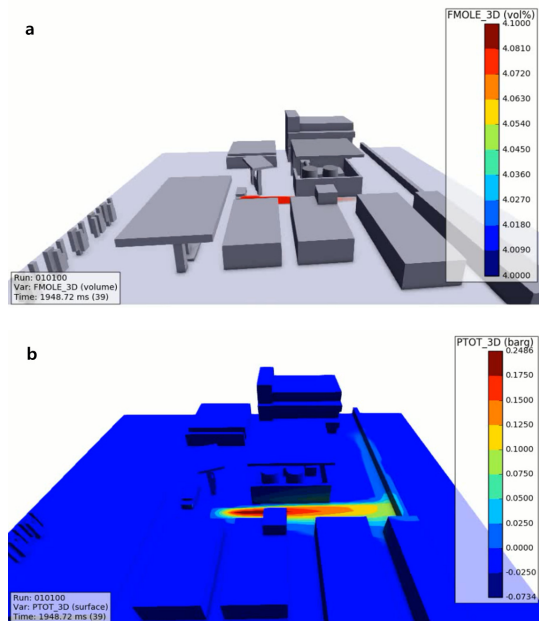 a
FMOLE_3D (vol%)
4.1000
4.0810
4.0720
4.0630
4.0540
4.0450
4.0360
4.0270
4.0180
4.0090
4.0000
Run: 010100
Var: FMOLE_3D (volume)
Time: 1948.72 ms (39)
b
PTOT_3D (barg)
0.2486
0.1750
0.1500
0.1250
0.1000
0.0750
0.0500
0.0250
0.0000
-0.0250
-0.0734
Run: 010100
Var: PTOT_3D (surface)
Time: 1948.72 ms (39)